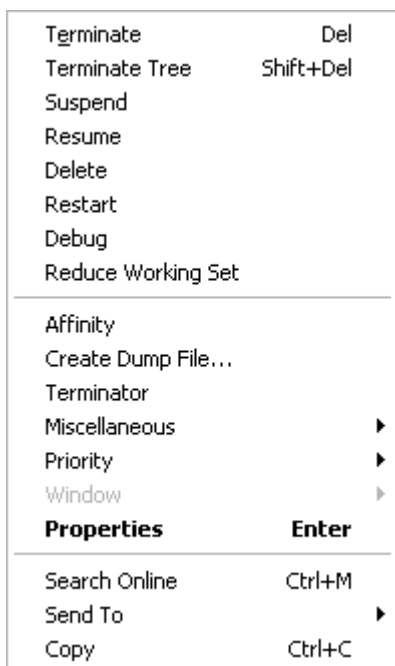 Terminate Del
Terminate Tree Shift+Del
Suspend
Resume
Delete
Restart
Debug
Reduce Working Set
Affinity
Create Dump File...
Terminator
Miscellaneous
Priority
Window
Properties Enter
Search Online Ctrl+M
Send To
Copy Ctrl+C